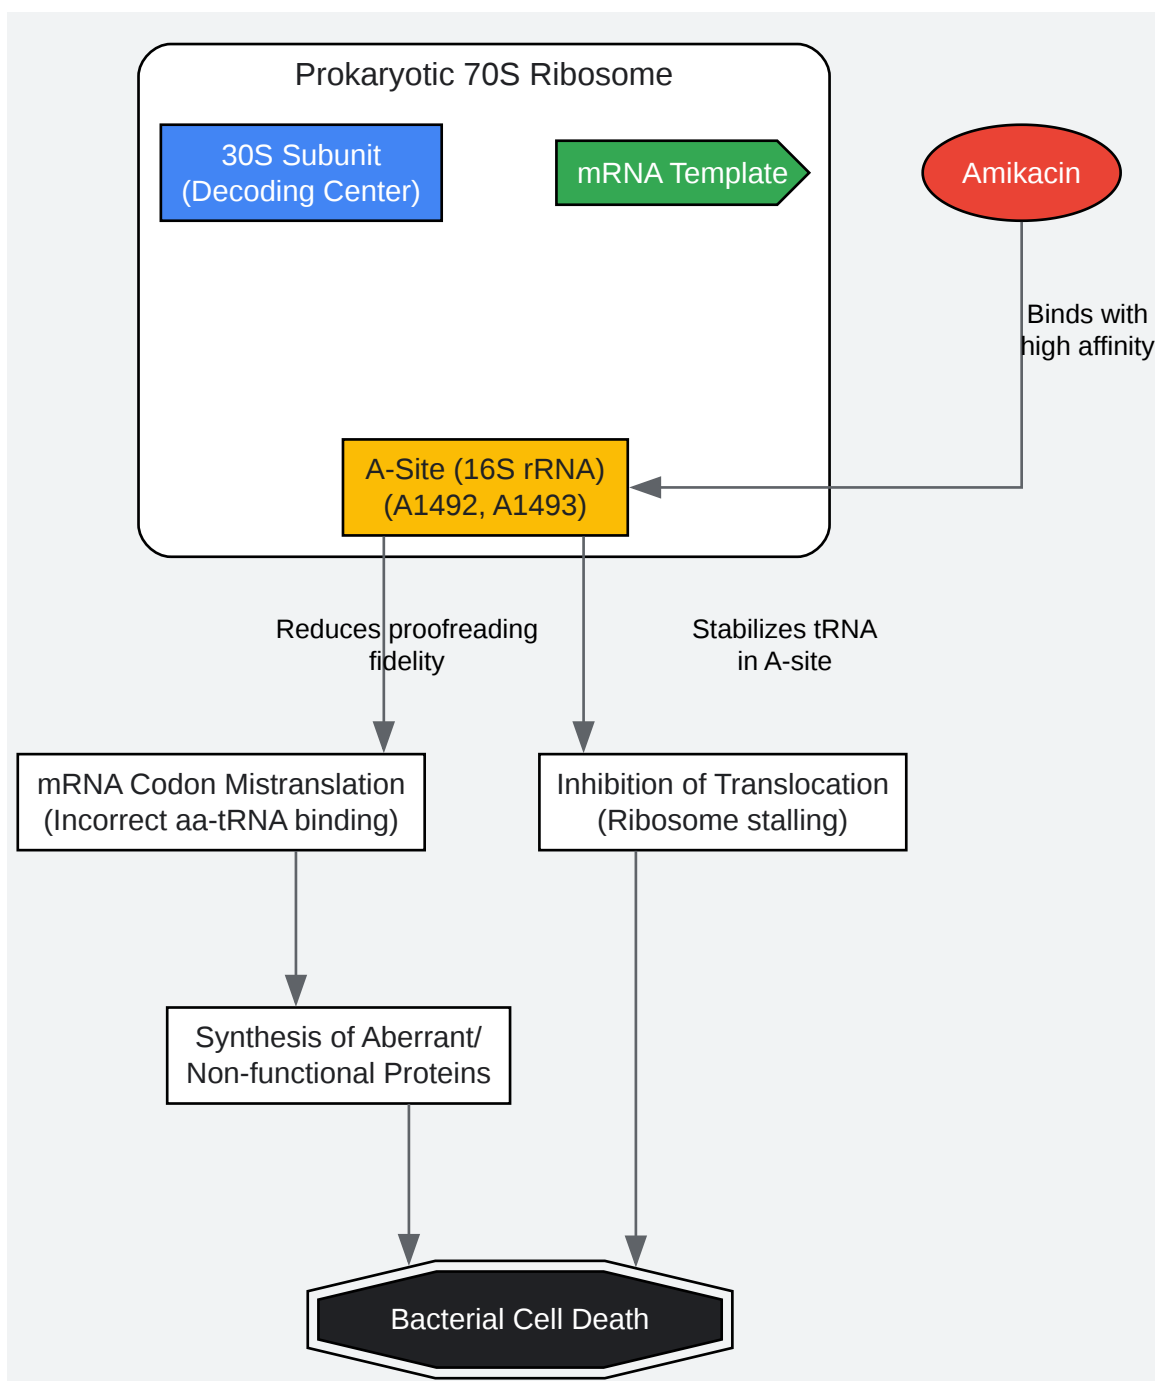 Prokaryotic 70S Ribosome
30S Subunit
(Decoding Center)
mRNA Template
Amikacin
Binds with
high affinity
A-Site (16S rRNA)
(A1492, A1493)
Reduces proofreading
fidelity
Stabilizes tRNA
in A-site
mRNA Codon Mistranslation
(Incorrect aa-tRNA binding)
Inhibition of Translocation
(Ribosome stalling)
Synthesis of Aberrant/
Non-functional Proteins
Bacterial Cell Death